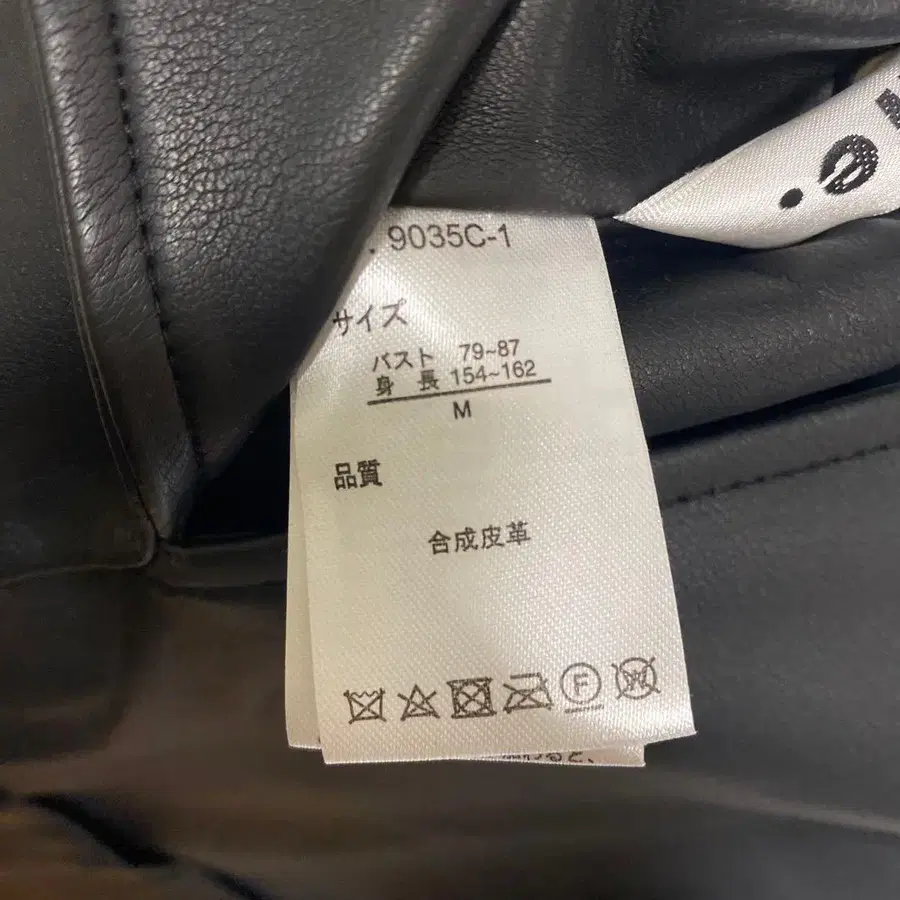 9035C-1
サイズ
バスト 79~87
身 長 154~162
M
品質
合成皮革
F
W
e.